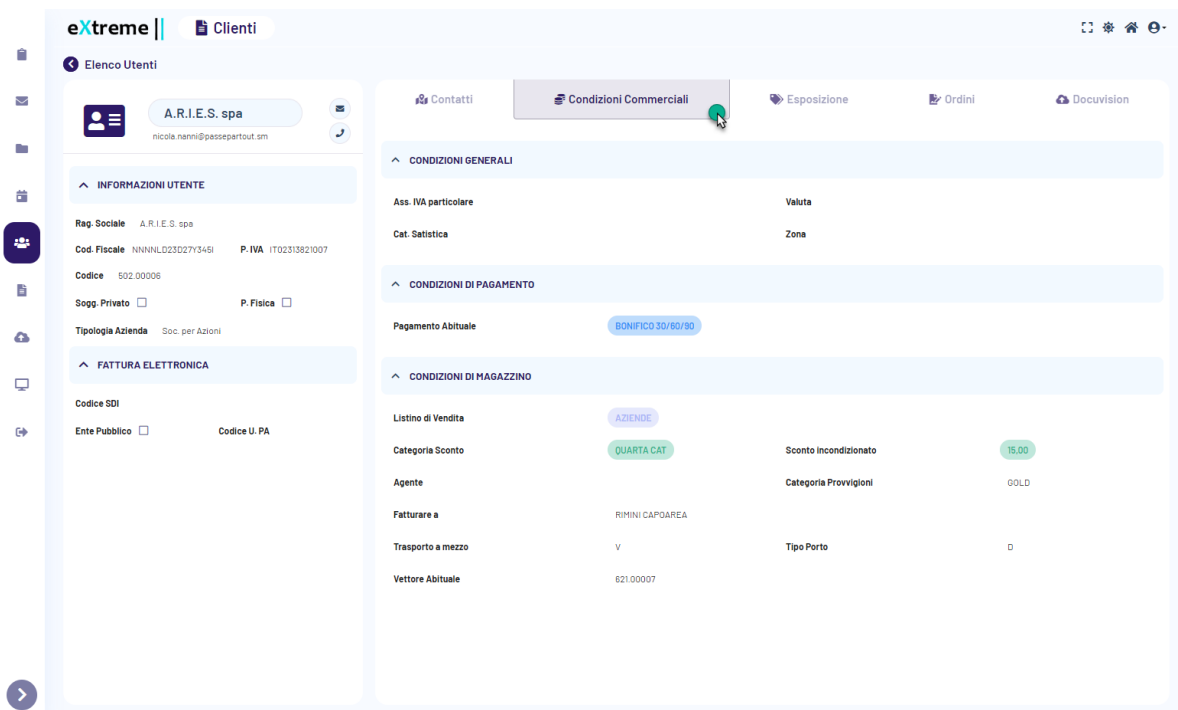 eXtreme ||
Clienti
Elenco Utenti
A.R.I.E.S. spa
nicola.nanni@passepartout.sm
INFORMAZIONI UTENTE
Rag. Sociale A.R.I.E.S. spa
Cod. Fiscale NNNNLD23D27Y345I P. IVA IT02313821007
Codice 502.00006
Sogg. Privato P. Fisica
Tipologia Azienda Soc. per Azioni
FATTURA ELETTRONICA
Codice SDI
Ente Pubblico Codice U. PA
Contatti Condizioni Commerciali Esposizione Ordini Docuvision
CONDIZIONI GENERALI
Ass. IVA particolare Valuta
Cat. Satistica Zona
CONDIZIONI DI PAGAMENTO
Pagamento Abituale BONIFICO 30/60/90
CONDIZIONI DI MAGAZZINO
Listino di Vendita AZIENDE
Categoria Sconto QUARTA CAT Sconto Incondizionato 15,00
Agente Categoria Provvigioni GOLD
Fatturare a RIMINI CAPOAREA
Trasporto a mezzo V Tipo Porto D
Vettore Abituale 621.00007